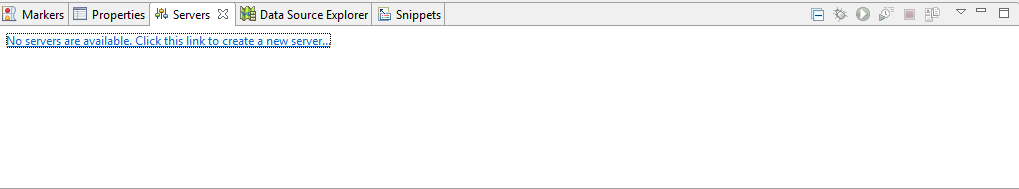 Markers Properties Servers Data Source Explorer Snippets
No servers are available. Click this link to create a new server...